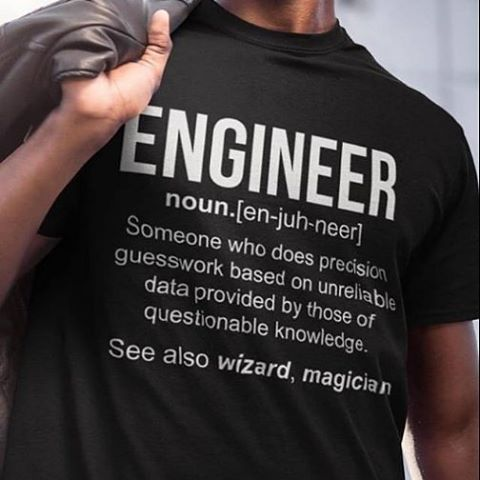 ENGINEER
noun.[en-juh-neer]
Someone who does precision
guesswork based on unreliable
data provided by those of
questionable knowledge.
See also wizard, magician